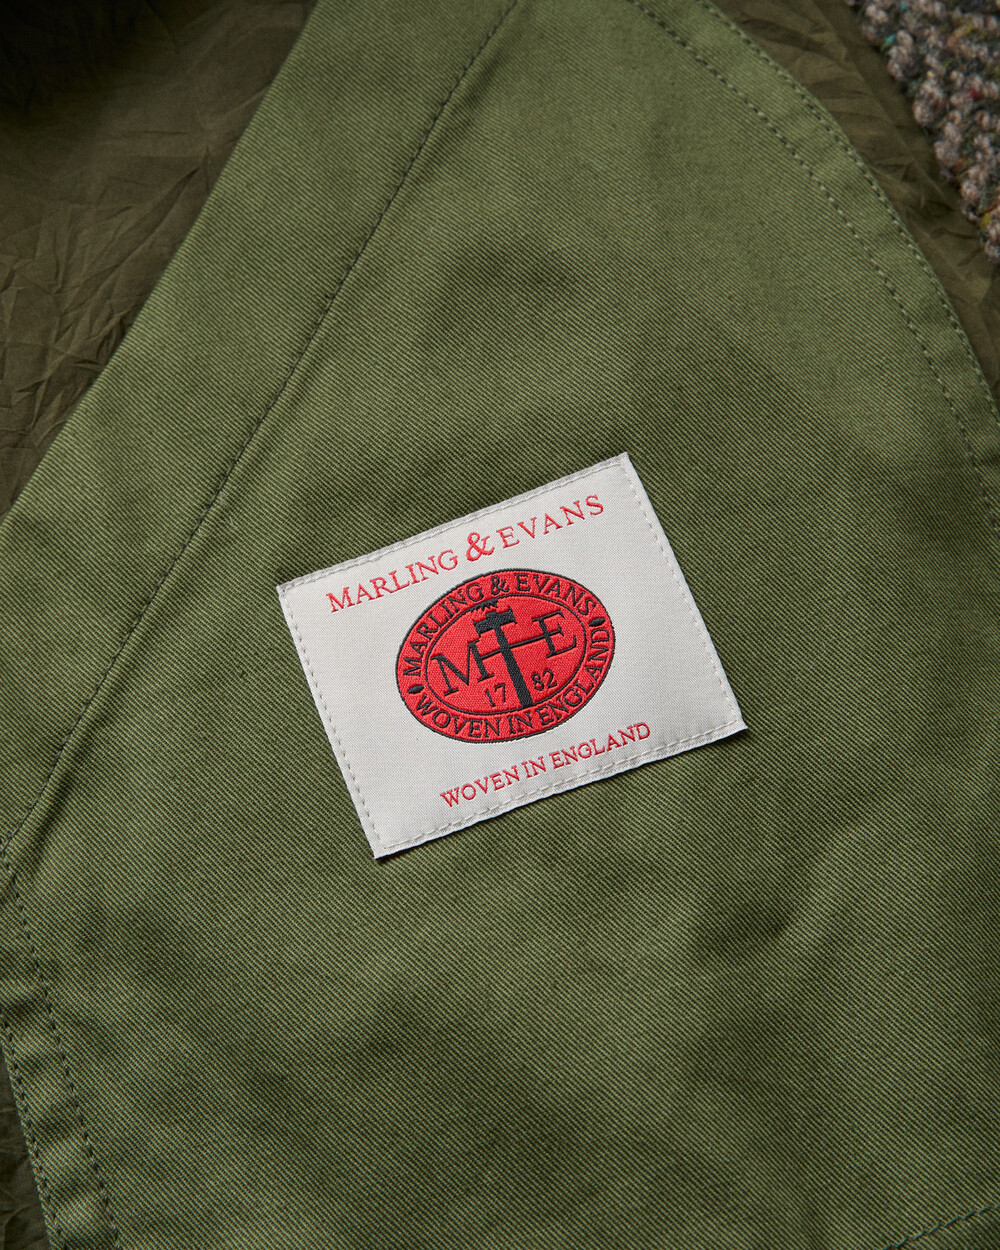 MARLING & EVANS
MARLING & EVANS
M E
17 82
WOVEN IN ENGLAND
WOVEN IN ENGLAND